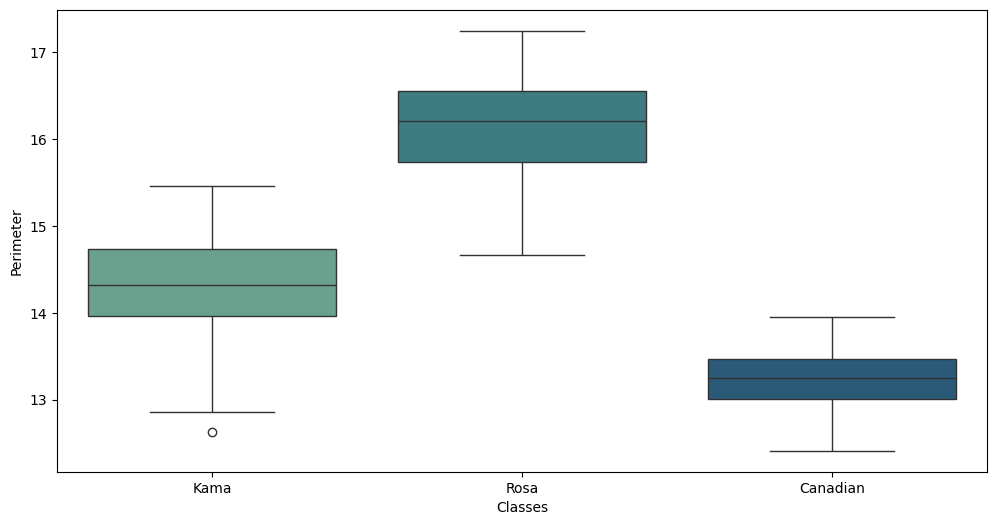 17
16
15
14
13
Perimeter
Kama Rosa Canadian
Classes